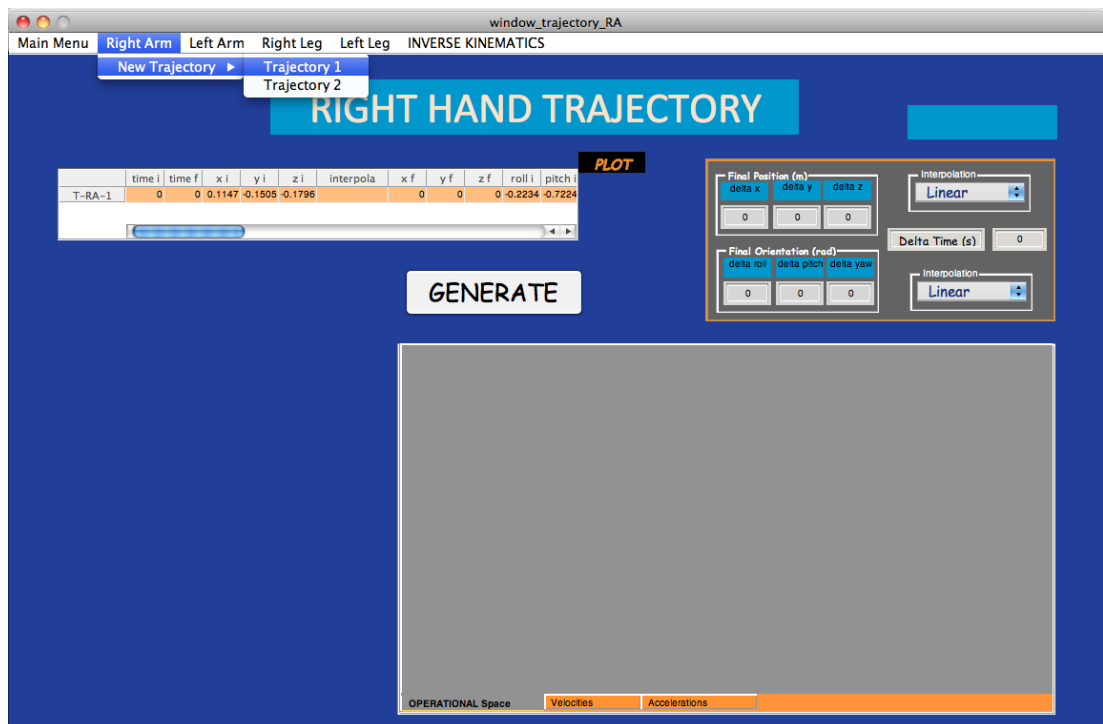 window_trajectory_RA
Main Menu Right Arm Left Arm Right Leg Left Leg INVERSE KINEMATICS
New Trajectory ▶ Trajectory 1
Trajectory 2
RIGHT HAND TRAJECTORY
PLOT
time i time f x i y i z i interpola x f y f z f roll i pitch i
T-RA-1 0 0 0.1147 -0.1505 -0.1796 0 0 0 -0.2234 -0.7224
Final Position (m)
delta x delta y delta z
0 0 0
Interpolation
Linear
Delta Time (s) 0
Final Orientation (rad)
delta roll delta pitch delta yaw
0 0 0
Interpolation
Linear
GENERATE
OPERATIONAL Space Velocities Accelerations